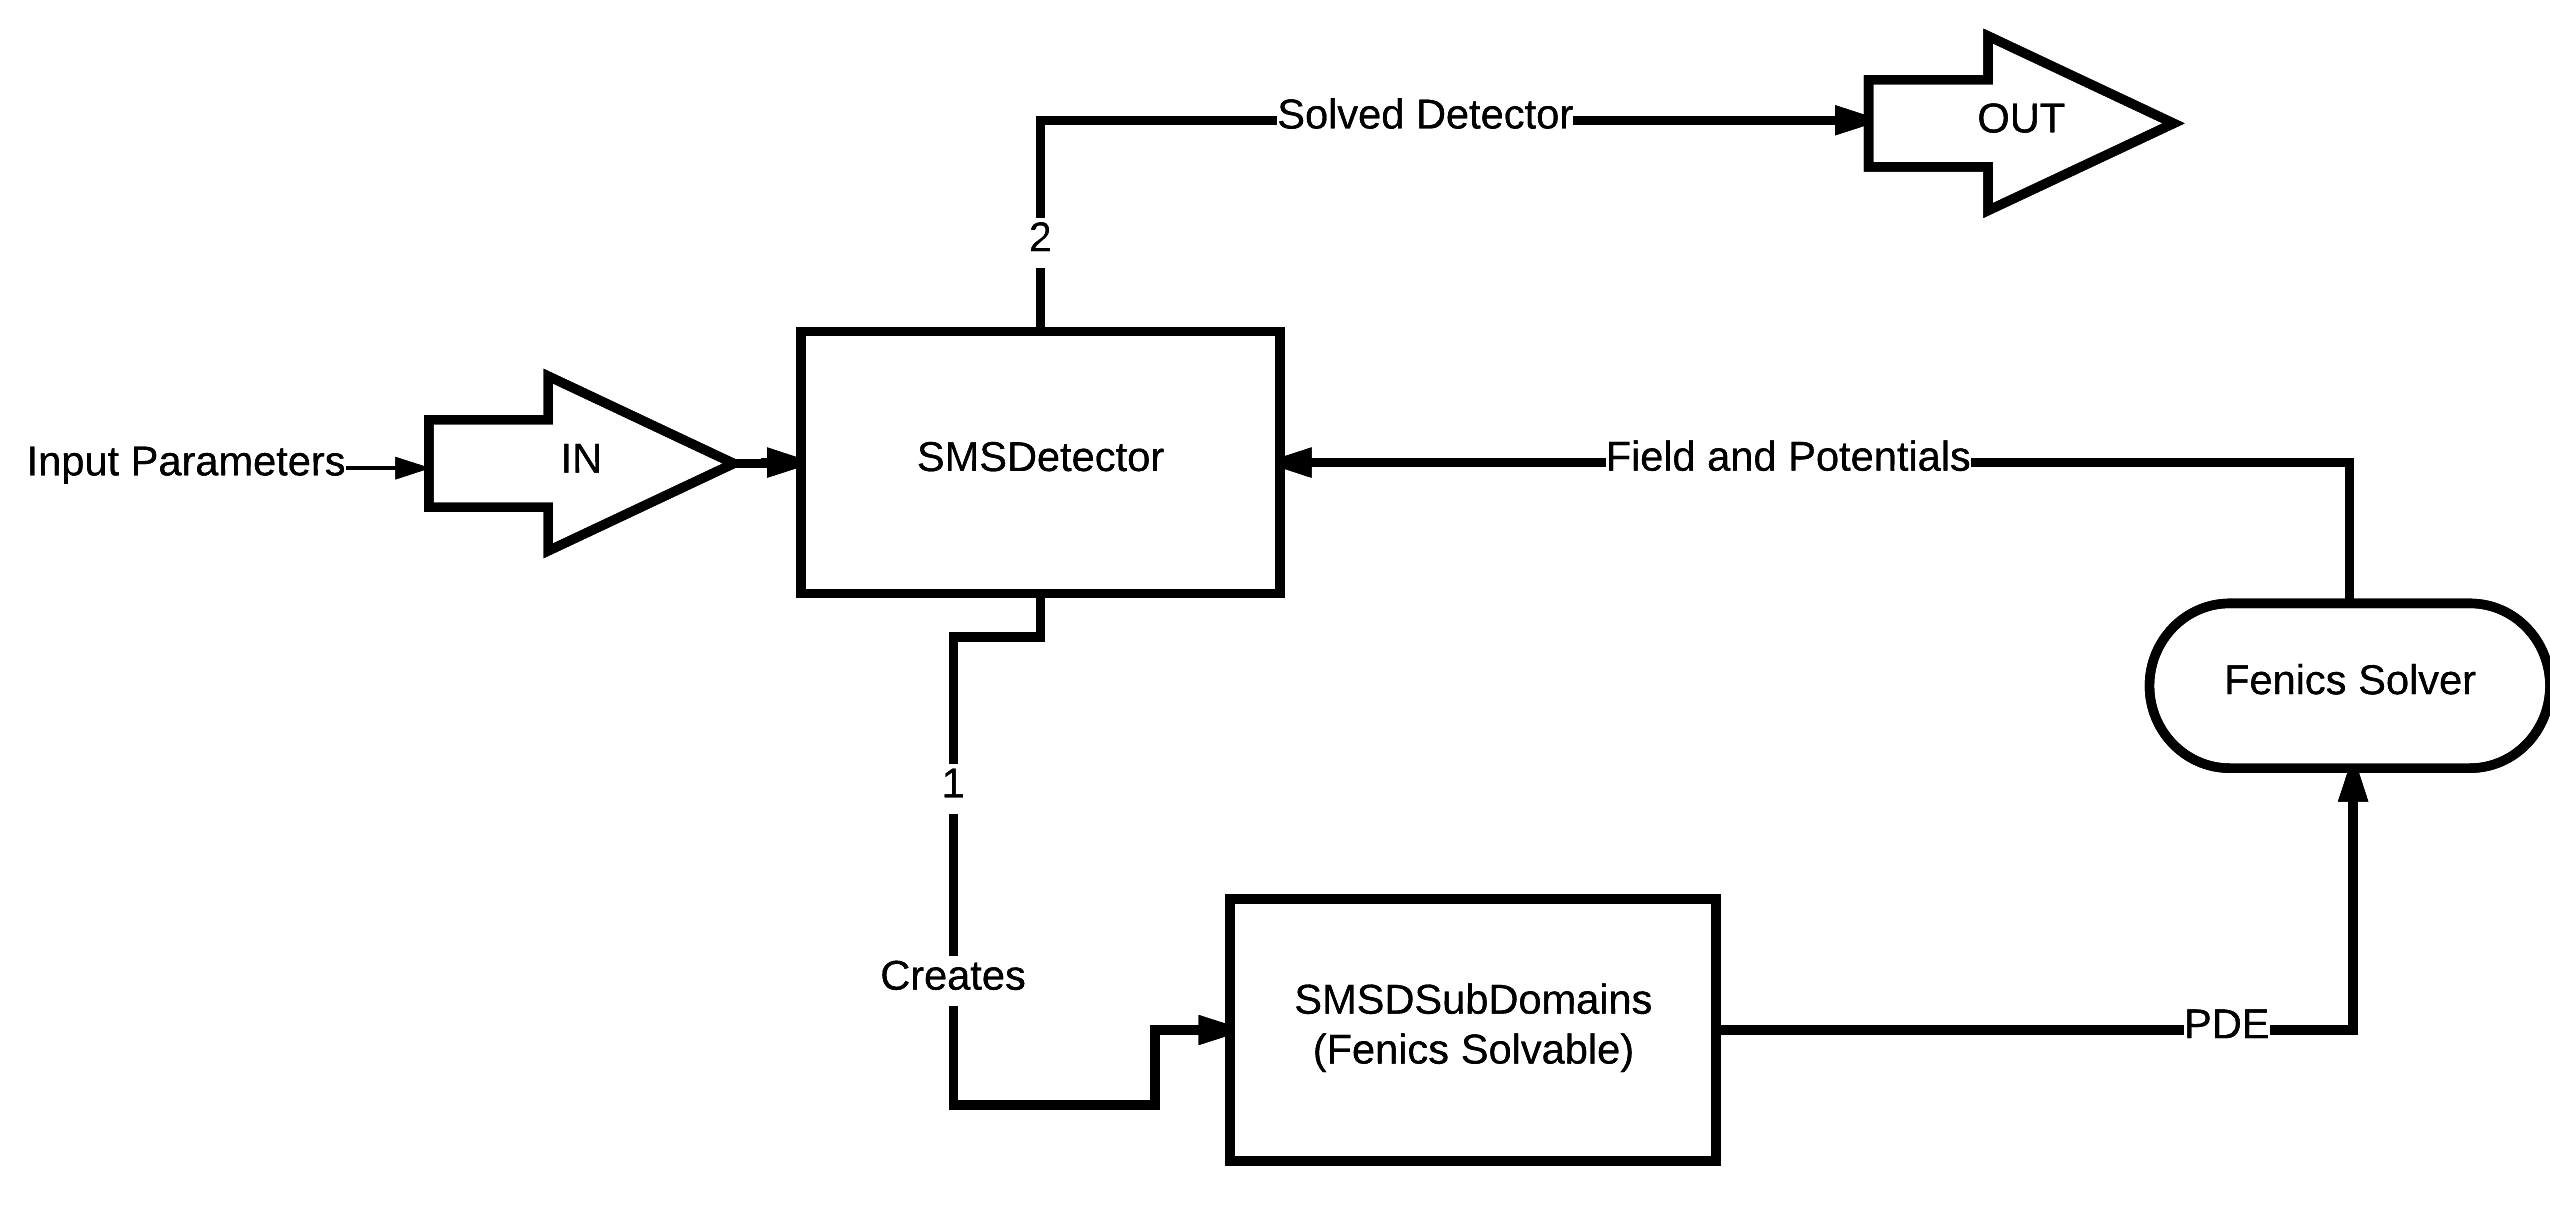 Solved Detector
OUT
2
Input Parameters
IN
SMSDetector
Field and Potentials
Fenics Solver
1
Creates
SMSDSubDomains
(Fenics Solvable)
PDE